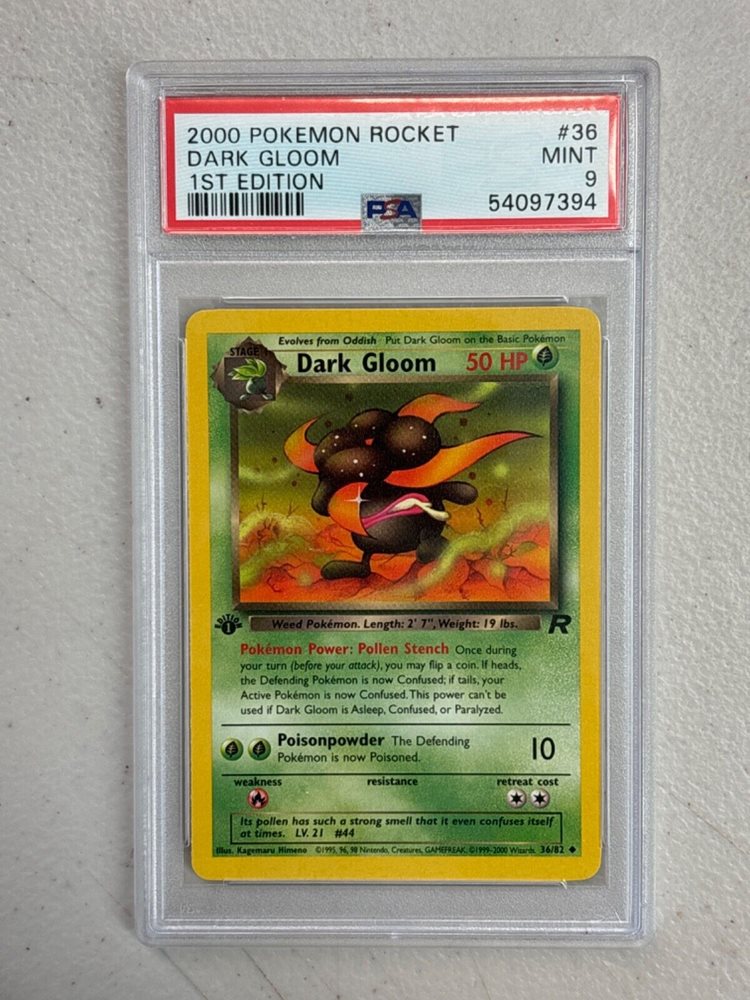 2000 POKEMON ROCKET #36
DARK GLOOM MINT
1ST EDITION 9
PSA 54097394
Evolves from Oddish Put Dark Gloom on the Basic Pokémon
STAGE 1 Dark Gloom 50 HP
EDITION 1
Weed Pokémon. Length: 2' 7", Weight: 19 lbs. R
Pokémon Power: Pollen Stench Once during
your turn (before your attack), you may flip a coin. If heads,
the Defending Pokémon is now Confused; if tails, your
Active Pokémon is now Confused. This power can't be
used if Dark Gloom is Asleep, Confused, or Paralyzed.
Poisonpowder The Defending 10
Pokémon is now Poisoned.
weakness resistance retreat cost
Its pollen has such a strong smell that it even confuses itself
at times. LV. 21 #44
Illus. Kagemaru Himeno ©1995, 96, 98 Nintendo, Creatures, GAMEFREAK. ©1999-2000 Wizards. 36/82